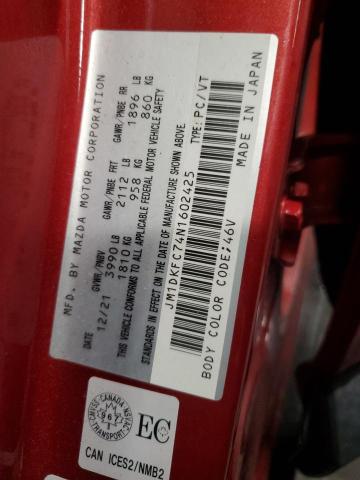 MFD. BY MAZDA MOTOR CORPORATION
12/21
GVWR/PNBV
3990 LB
1810 KG
GAWR/PNBE FRT
2112 LB
958 KG
GAWR/PNBE RR
1896 LB
860 KG
THIS VEHICLE CONFORMS TO ALL APPLICABLE FEDERAL MOTOR VEHICLE SAFETY
STANDARDS IN EFFECT ON THE DATE OF MANUFACTURE SHOWN ABOVE.
JM1DKFC74N1602425
TYPE: PC/VT
BODY COLOR CODE:46V
MADE IN JAPAN
CANADA
TRANSPORT
967
EC
CAN ICES2/NMB2